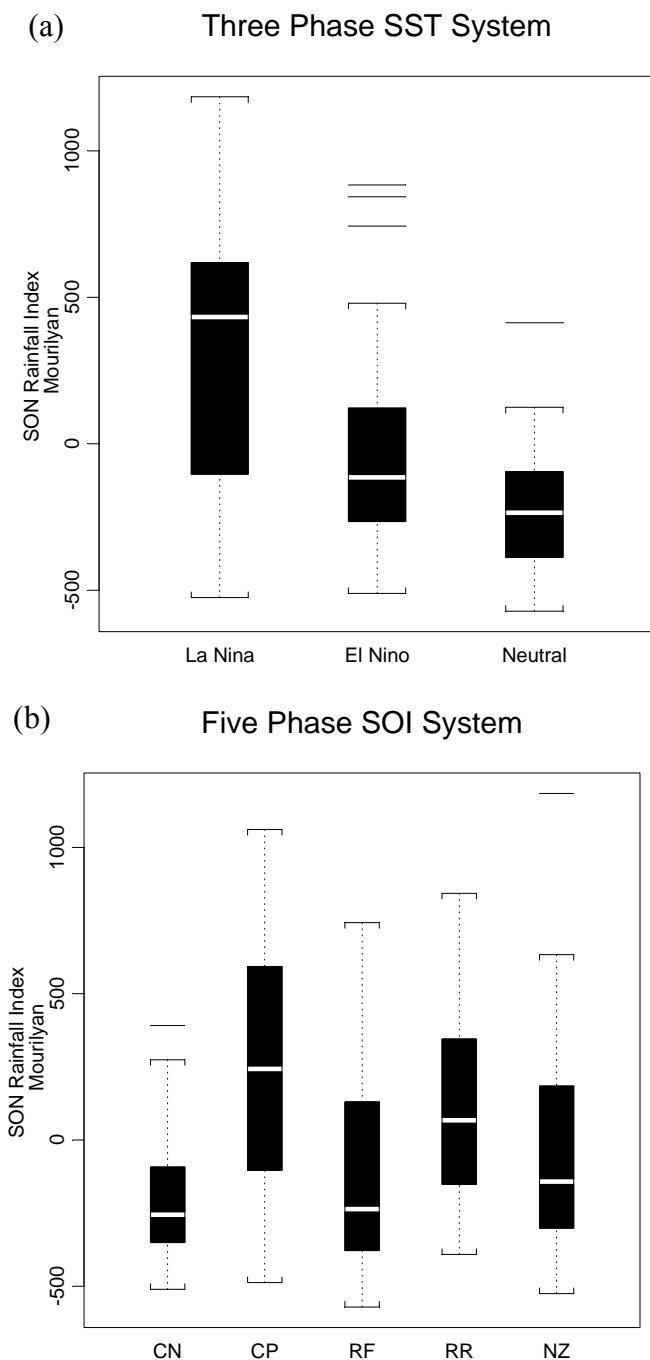 (a) Three Phase SST System
SON Rainfall Index
Mourilyan
1000
500
0
-500
La Nina El Nino Neutral
(b) Five Phase SOI System
SON Rainfall Index
Mourilyan
1000
500
0
-500
CN CP RF RR NZ